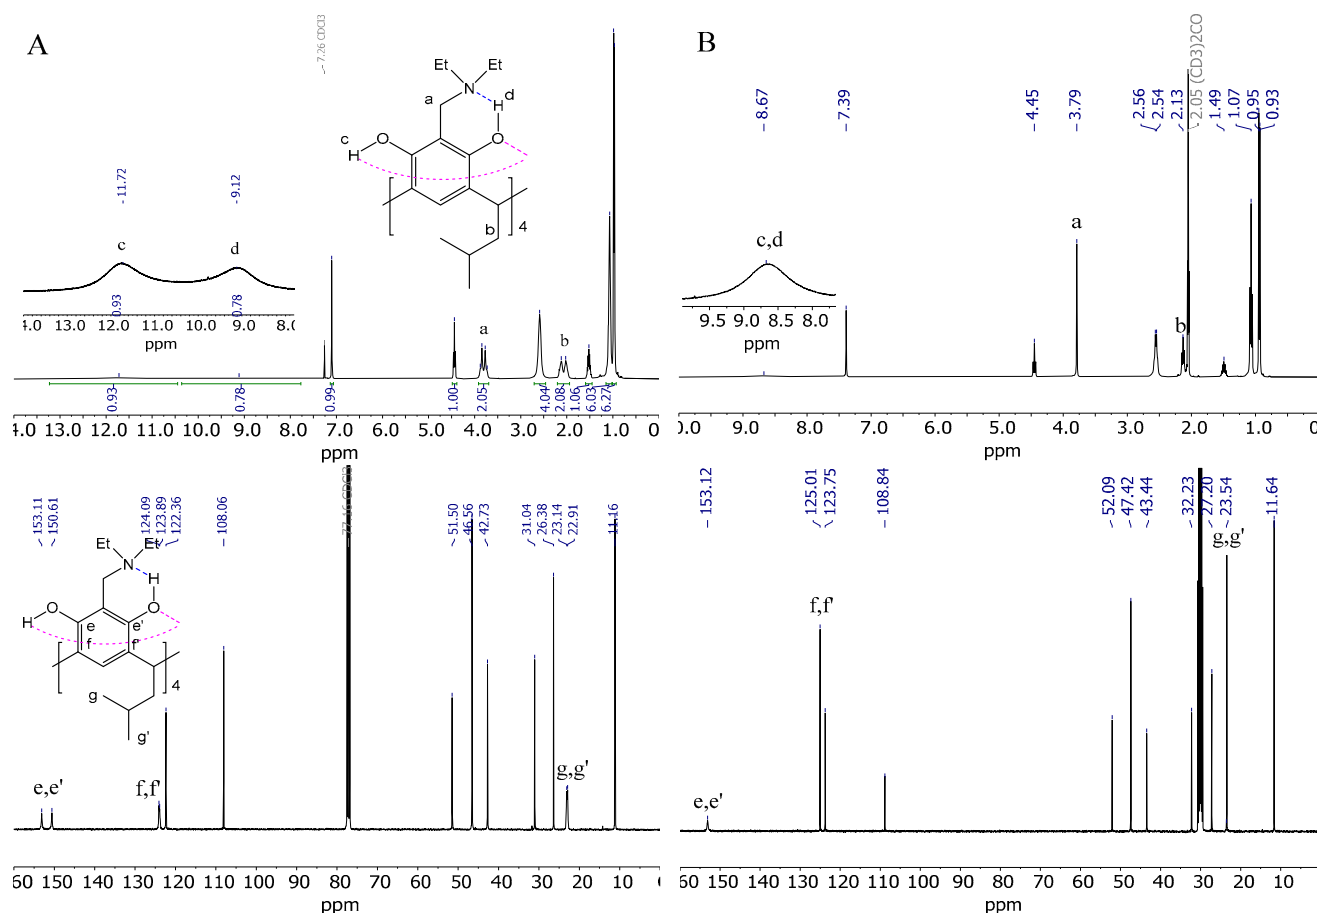 A
7.26 CDCl3
Et
Et
N
a
d
H
c
O
O
H
4
b
-11.72
-9.12
c
d
0.93
0.78
4.0 13.0 12.0 11.0 10.0 9.0 8.0
ppm
a
b
0.93
0.78
0.99
1.00
2.05
4.04
2.08
1.06
6.03
6.27
4.0 13.0 12.0 11.0 10.0 9.0 8.0 7.0 6.0 5.0 4.0 3.0 2.0 1.0 0
ppm
B
-8.67
-7.39
-4.45
-3.79
2.56
2.54
2.13
2.05 (CD3)2CO
1.49
1.07
0.95
0.93
c,d
9.5 9.0 8.5 8.0
ppm
a
b
0.0 9.0 8.0 7.0 6.0 5.0 4.0 3.0 2.0 1.0 0
ppm
153.11
150.61
124.09
123.89
122.36
-108.06
77.16 CDCl3
51.50
46.56
42.73
31.04
26.38
23.14
22.91
11.16
Et
Et
N
H
H
O
O
e
e'
f
f'
4
g
g'
e,e'
f,f'
g,g'
60 150 140 130 120 110 100 90 80 70 60 50 40 30 20 10 (
ppm
-153.12
125.01
123.75
-108.84
52.09
47.42
43.44
32.23
27.20
23.54
-11.64
g,g'
f,f'
e,e'
60 150 140 130 120 110 100 90 80 70 60 50 40 30 20 10
ppm